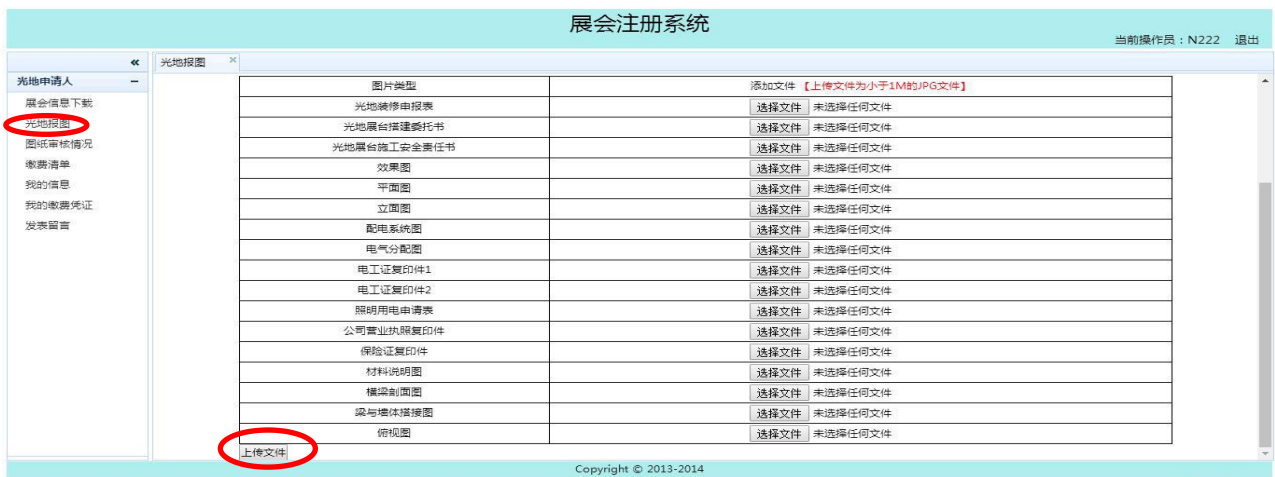 展会注册系统
当前操作员：N222 退出
«
光地报图 ×
光地申请人 −
展会信息下载
光地报图
图纸审核情况
缴费清单
我的信息
我的缴费凭证
发表留言
图片类型 添加文件 【上传文件为小于1M的JPG文件】
光地装修申报表 选择文件 未选择任何文件
光地展台搭建委托书 选择文件 未选择任何文件
光地展台施工安全责任书 选择文件 未选择任何文件
效果图 选择文件 未选择任何文件
平面图 选择文件 未选择任何文件
立面图 选择文件 未选择任何文件
配电系统图 选择文件 未选择任何文件
电气分配图 选择文件 未选择任何文件
电工证复印件1 选择文件 未选择任何文件
电工证复印件2 选择文件 未选择任何文件
照明用电申请表 选择文件 未选择任何文件
公司营业执照复印件 选择文件 未选择任何文件
保险证复印件 选择文件 未选择任何文件
材料说明图 选择文件 未选择任何文件
横梁剖面图 选择文件 未选择任何文件
梁与墙体搭接图 选择文件 未选择任何文件
俯视图 选择文件 未选择任何文件
上传文件
Copyright © 2013-2014